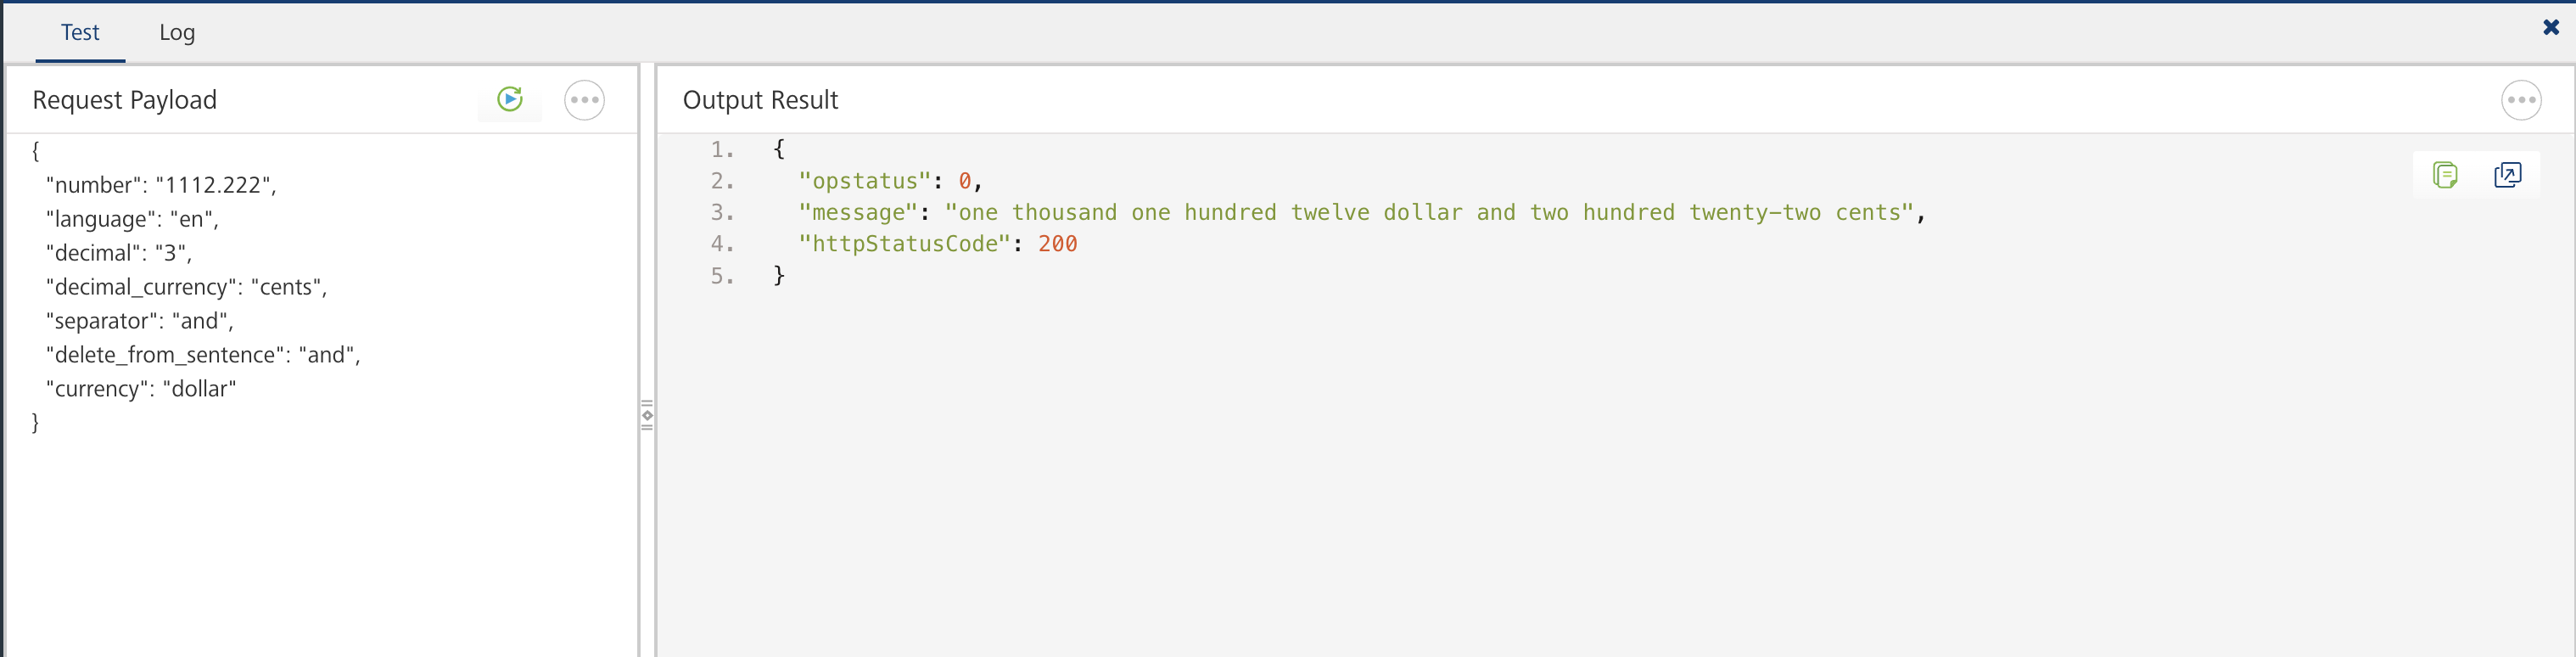 Test Log
Request Payload
{
"number": "1112.222",
"language": "en",
"decimal": "3",
"decimal_currency": "cents",
"separator": "and",
"delete_from_sentence": "and",
"currency": "dollar"
}
Output Result
1. {
2. "opstatus": 0,
3. "message": "one thousand one hundred twelve dollar and two hundred twenty-two cents",
4. "httpStatusCode": 200
5. }